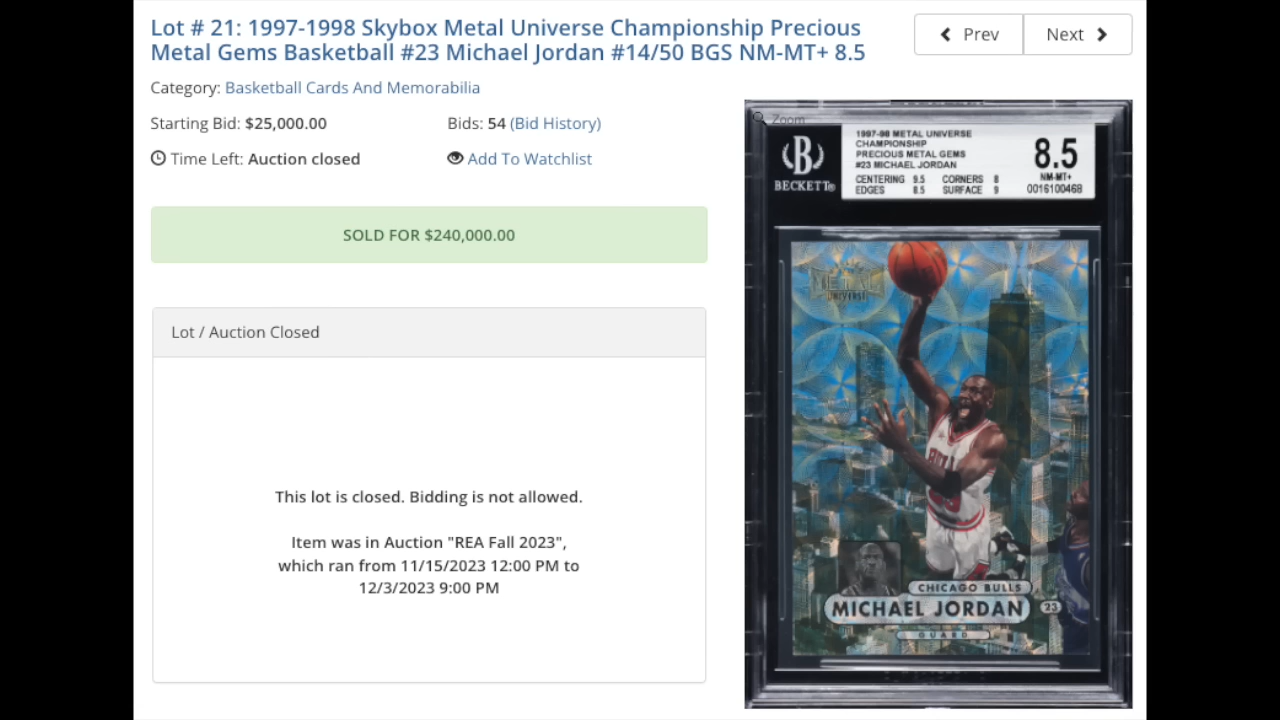 Lot # 21: 1997-1998 Skybox Metal Universe Championship Precious
Metal Gems Basketball #23 Michael Jordan #14/50 BGS NM-MT+ 8.5
Prev
Next
Category: Basketball Cards And Memorabilia
Starting Bid: $25,000.00
Bids: 54 (Bid History)
Time Left: Auction closed
Add To Watchlist
SOLD FOR $240,000.00
Lot / Auction Closed
This lot is closed. Bidding is not allowed.
Item was in Auction "REA Fall 2023",
which ran from 11/15/2023 12:00 PM to
12/3/2023 9:00 PM
Zoom
B
BECKETT®
1997-98 METAL UNIVERSE
CHAMPIONSHIP
PRECIOUS METAL GEMS
#23 MICHAEL JORDAN
CENTERING 9.5 CORNERS 8
EDGES 8.5 SURFACE 9
8.5
NM-MT+
0016100468
METAL
UNIVERSE
BULLS
CHICAGO BULLS
MICHAEL JORDAN 23
GUARD